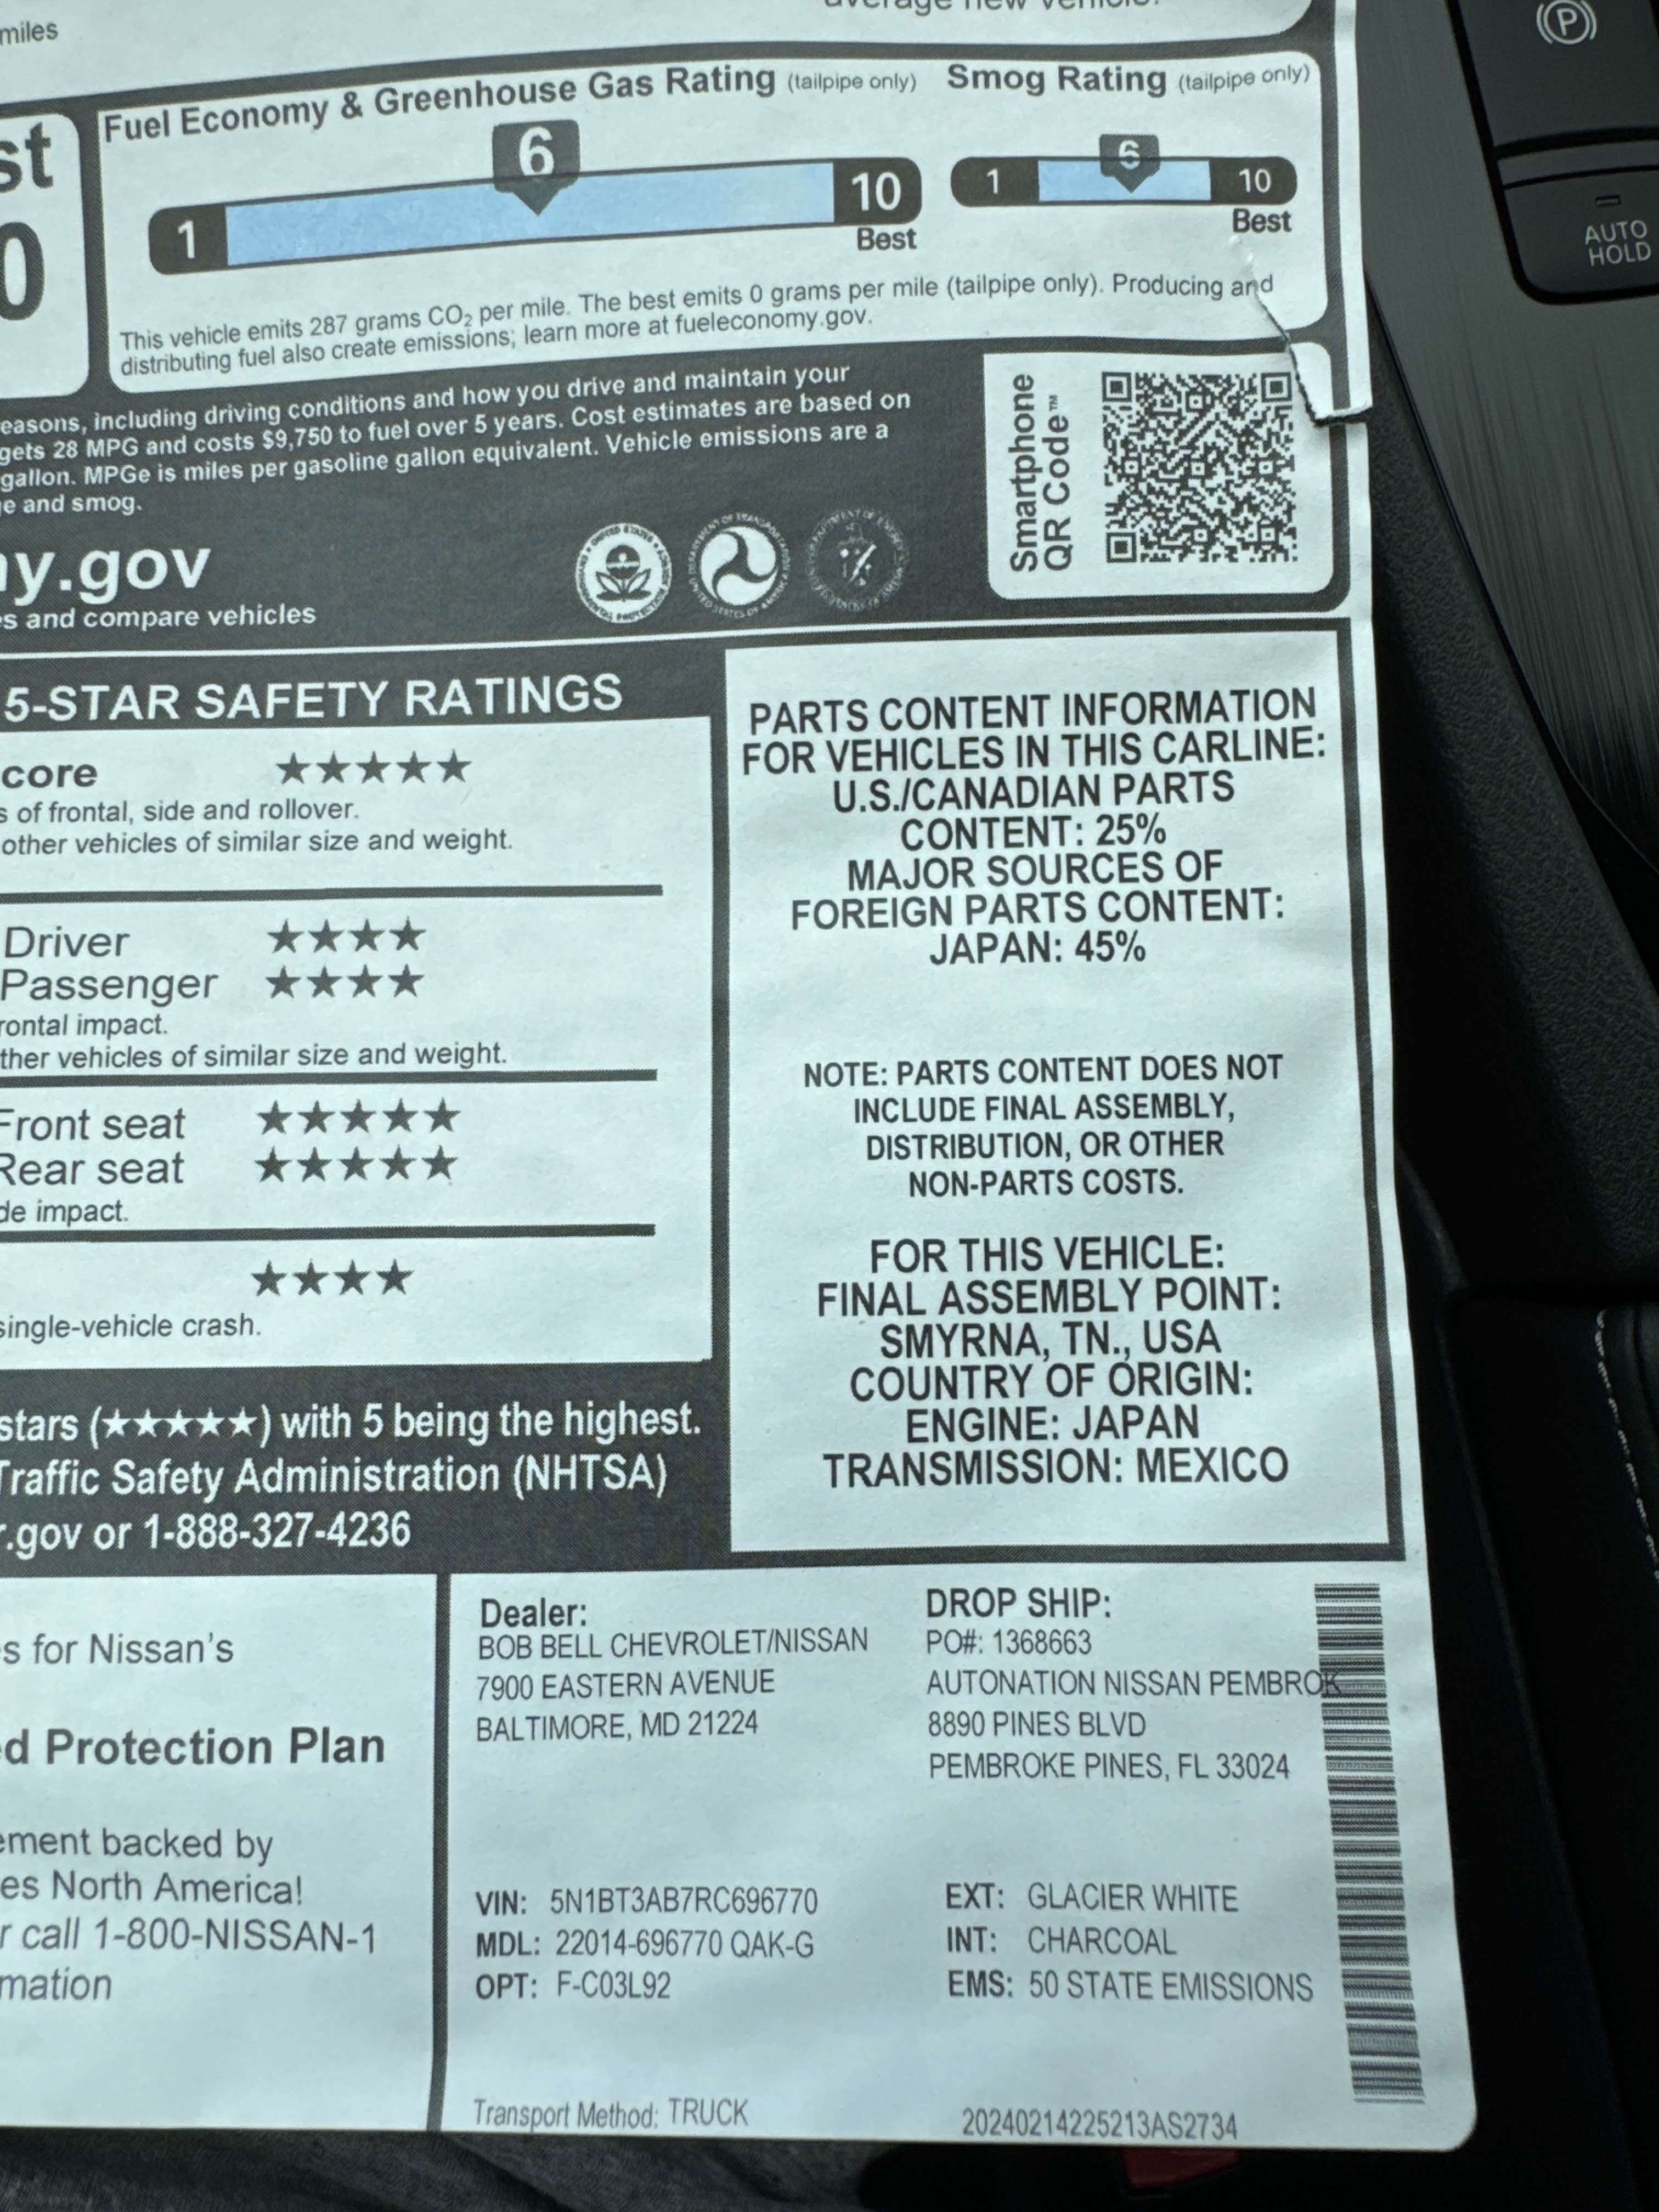 miles
st
0
Fuel Economy & Greenhouse Gas Rating (tailpipe only)
6
1
10
Best
Smog Rating (tailpipe only)
6
1
10
Best
This vehicle emits 287 grams CO₂ per mile. The best emits 0 grams per mile (tailpipe only). Producing and
distributing fuel also create emissions; learn more at fueleconomy.gov.
easons, including driving conditions and how you drive and maintain your
gets 28 MPG and costs $9,750 to fuel over 5 years. Cost estimates are based on
gallon. MPGe is miles per gasoline gallon equivalent. Vehicle emissions are a
e and smog.
y.gov
s and compare vehicles
Smartphone
QR Code™
5-STAR SAFETY RATINGS
core ★★★★★
s of frontal, side and rollover.
other vehicles of similar size and weight.
Driver ★★★★
Passenger ★★★★
rontal impact.
ther vehicles of similar size and weight.
Front seat ★★★★★
Rear seat ★★★★★
de impact.
★★★★
single-vehicle crash.
stars (★★★★★) with 5 being the highest.
Traffic Safety Administration (NHTSA)
r.gov or 1-888-327-4236
PARTS CONTENT INFORMATION
FOR VEHICLES IN THIS CARLINE:
U.S./CANADIAN PARTS
CONTENT: 25%
MAJOR SOURCES OF
FOREIGN PARTS CONTENT:
JAPAN: 45%
NOTE: PARTS CONTENT DOES NOT
INCLUDE FINAL ASSEMBLY,
DISTRIBUTION, OR OTHER
NON-PARTS COSTS.
FOR THIS VEHICLE:
FINAL ASSEMBLY POINT:
SMYRNA, TN., USA
COUNTRY OF ORIGIN:
ENGINE: JAPAN
TRANSMISSION: MEXICO
s for Nissan's
d Protection Plan
ement backed by
es North America!
r call 1-800-NISSAN-1
mation
Dealer:
BOB BELL CHEVROLET/NISSAN
7900 EASTERN AVENUE
BALTIMORE, MD 21224
DROP SHIP:
PO#: 1368663
AUTONATION NISSAN PEMBROK
8890 PINES BLVD
PEMBROKE PINES, FL 33024
VIN: 5N1BT3AB7RC696770
MDL: 22014-696770 QAK-G
OPT: F-C03L92
EXT: GLACIER WHITE
INT: CHARCOAL
EMS: 50 STATE EMISSIONS
Transport Method: TRUCK
20240214225213AS2734
P
AUTO
HOLD